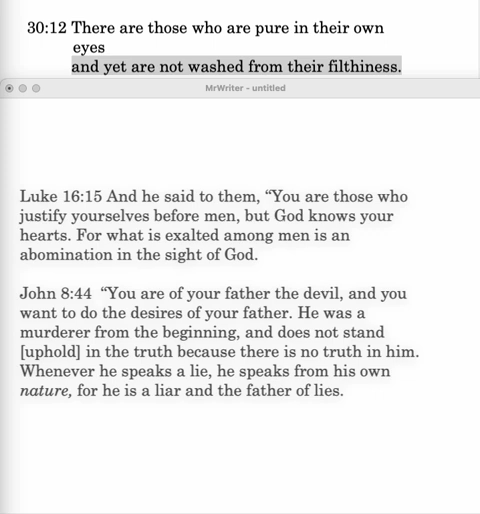 30:12 There are those who are pure in their own
eyes
and yet are not washed from their filthiness.
MrWriter - untitled
Luke 16:15 And he said to them, “You are those who
justify yourselves before men, but God knows your
hearts. For what is exalted among men is an
abomination in the sight of God.
John 8:44 “You are of your father the devil, and you
want to do the desires of your father. He was a
murderer from the beginning, and does not stand
[uphold] in the truth because there is no truth in him.
Whenever he speaks a lie, he speaks from his own
nature, for he is a liar and the father of lies.